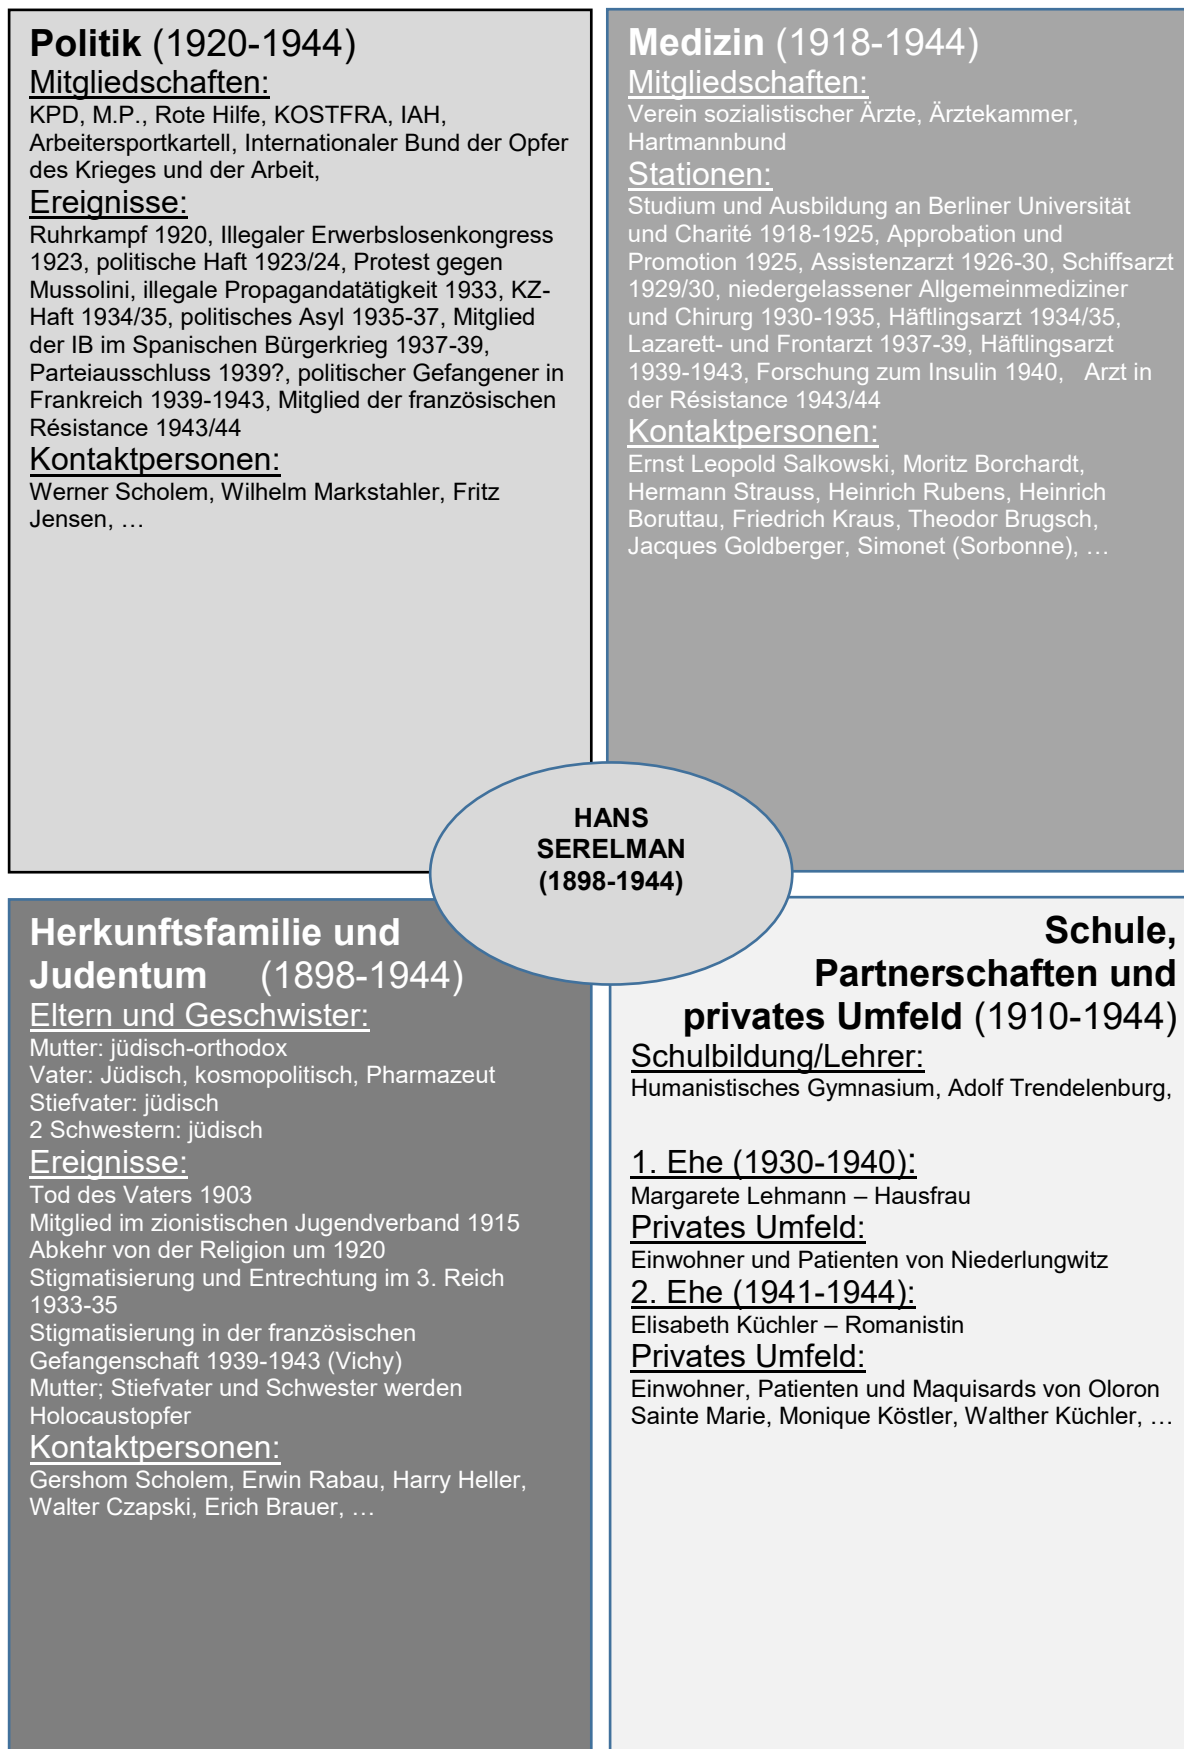 Politik (1920-1944)
Mitgliedschaften:
KPD, M.P., Rote Hilfe, KOSTFRA, IAH,
Arbeitersportkartell, Internationaler Bund der Opfer
des Krieges und der Arbeit,
Ereignisse:
Ruhrkampf 1920, Illegaler Erwerbslosenkongress
1923, politische Haft 1923/24, Protest gegen
Mussolini, illegale Propagandatätigkeit 1933, KZ-
Haft 1934/35, politisches Asyl 1935-37, Mitglied
der IB im Spanischen Bürgerkrieg 1937-39,
Parteiausschluss 1939?, politischer Gefangener in
Frankreich 1939-1943, Mitglied der französischen
Résistance 1943/44
Kontaktpersonen:
Werner Scholem, Wilhelm Markstahler, Fritz
Jensen, …
Medizin (1918-1944)
Mitgliedschaften:
Verein sozialistischer Ärzte, Ärztekammer,
Hartmannbund
Stationen:
Studium und Ausbildung an Berliner Universität
und Charité 1918-1925, Approbation und
Promotion 1925, Assistenzarzt 1926-30, Schiffsarzt
1929/30, niedergelassener Allgemeinmediziner
und Chirurg 1930-1935, Häftlingsarzt 1934/35,
Lazarett- und Frontarzt 1937-39, Häftlingsarzt
1939-1943, Forschung zum Insulin 1940, Arzt in
der Résistance 1943/44
Kontaktpersonen:
Ernst Leopold Salkowski, Moritz Borchardt,
Hermann Strauss, Heinrich Rubens, Heinrich
Boruttau, Friedrich Kraus, Theodor Brugsch,
Jacques Goldberger, Simonet (Sorbonne), …
HANS
SERELMAN
(1898-1944)
Herkunftsfamilie und
Judentum (1898-1944)
Eltern und Geschwister:
Mutter: jüdisch-orthodox
Vater: Jüdisch, kosmopolitisch, Pharmazeut
Stiefvater: jüdisch
2 Schwestern: jüdisch
Ereignisse:
Tod des Vaters 1903
Mitglied im zionistischen Jugendverband 1915
Abkehr von der Religion um 1920
Stigmatisierung und Entrechtung im 3. Reich
1933-35
Stigmatisierung in der französischen
Gefangenschaft 1939-1943 (Vichy)
Mutter; Stiefvater und Schwester werden
Holocaustopfer
Kontaktpersonen:
Gershom Scholem, Erwin Rabau, Harry Heller,
Walter Czapski, Erich Brauer, …
Schule,
Partnerschaften und
privates Umfeld (1910-1944)
Schulbildung/Lehrer:
Humanistisches Gymnasium, Adolf Trendelenburg,
1. Ehe (1930-1940):
Margarete Lehmann – Hausfrau
Privates Umfeld:
Einwohner und Patienten von Niederlungwitz
2. Ehe (1941-1944):
Elisabeth Küchler – Romanistin
Privates Umfeld:
Einwohner, Patienten und Maquisards von Oloron
Sainte Marie, Monique Köstler, Walther Küchler, …